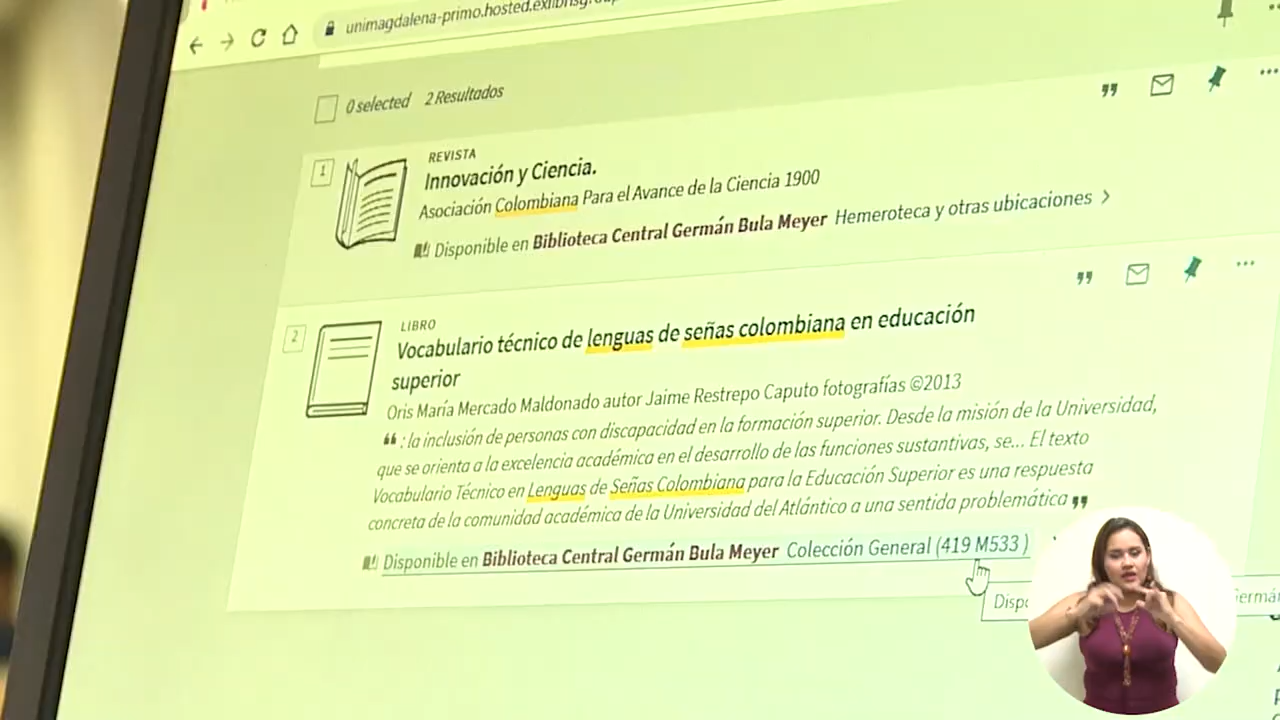 unimagdalena-primo.hosted.exlibrisgroup
0 selected 2 Resultados
1
REVISTA
Innovación y Ciencia.
Asociación Colombiana Para el Avance de la Ciencia 1900
Disponible en Biblioteca Central Germán Bula Meyer Hemeroteca y otras ubicaciones >
2
LIBRO
Vocabulario técnico de lenguas de señas colombiana en educación
superior
Oris María Mercado Maldonado autor Jaime Restrepo Caputo fotografías ©2013
❝ : la inclusión de personas con discapacidad en la formación superior. Desde la misión de la Universidad,
que se orienta a la excelencia académica en el desarrollo de las funciones sustantivas, se... El texto
Vocabulario Técnico en Lenguas de Señas Colombiana para la Educación Superior es una respuesta
concreta de la comunidad académica de la Universidad del Atlántico a una sentida problemática ❞
Disponible en Biblioteca Central Germán Bula Meyer Colección General (419 M533 )